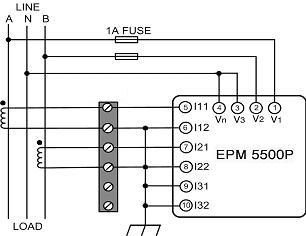 LINE
A N B
1A FUSE
4 3 2 1
Vn V3 V2 V1
5 I11
6 I12
7 I21
8 I22
9 I31
10 I32
EPM 5500P
LOAD